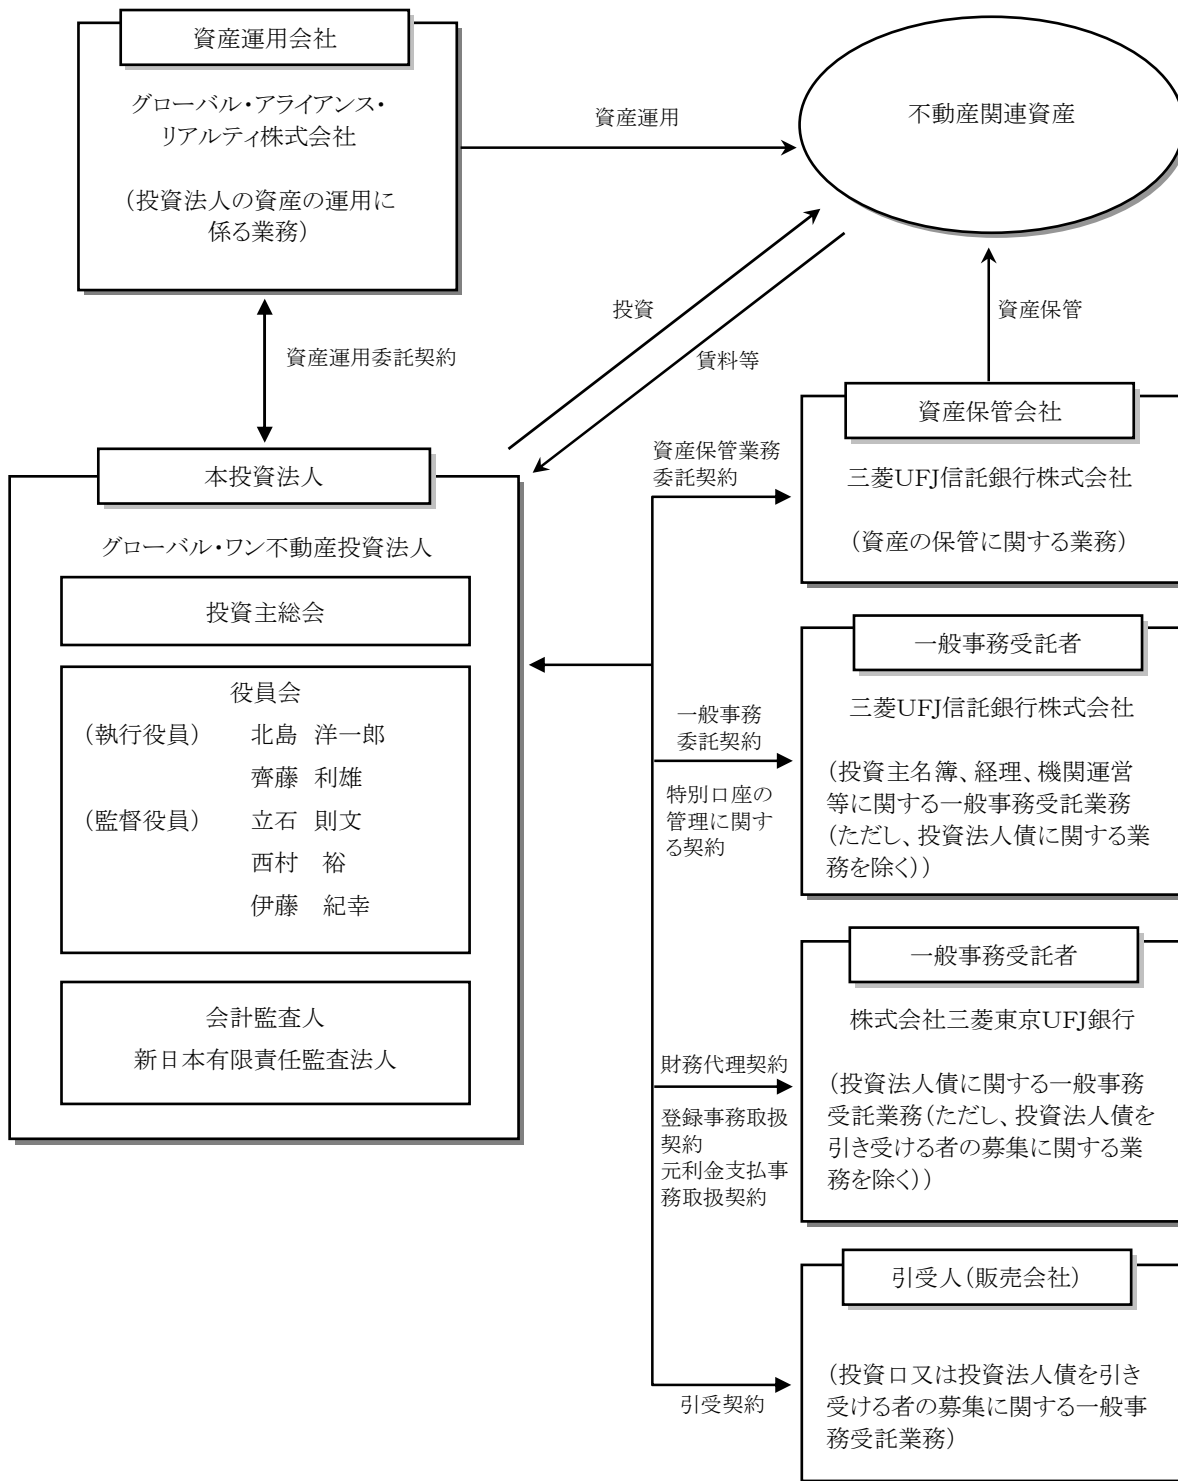 資産運用会社
グローバル・アライアンス・
リアルティ株式会社
（投資法人の資産の運用に
係る業務）
資産運用
不動産関連資産
投資
賃料等
資産保管
資産運用委託契約
本投資法人
グローバル・ワン不動産投資法人
投資主総会
役員会
（執行役員） 北島 洋一郎
齊藤 利雄
（監督役員） 立石 則文
西村 裕
伊藤 紀幸
会計監査人
新日本有限責任監査法人
資産保管業務
委託契約
資産保管会社
三菱UFJ信託銀行株式会社
（資産の保管に関する業務）
一般事務
委託契約
特別口座の
管理に関す
る契約
一般事務受託者
三菱UFJ信託銀行株式会社
（投資主名簿、経理、機関運営
等に関する一般事務受託業務
（ただし、投資法人債に関する業
務を除く））
財務代理契約
登録事務取扱
契約
元利金支払事
務取扱契約
一般事務受託者
株式会社三菱東京UFJ銀行
（投資法人債に関する一般事務
受託業務（ただし、投資法人債を
引き受ける者の募集に関する業
務を除く））
引受契約
引受人（販売会社）
（投資口又は投資法人債を引き
受ける者の募集に関する一般事
務受託業務）